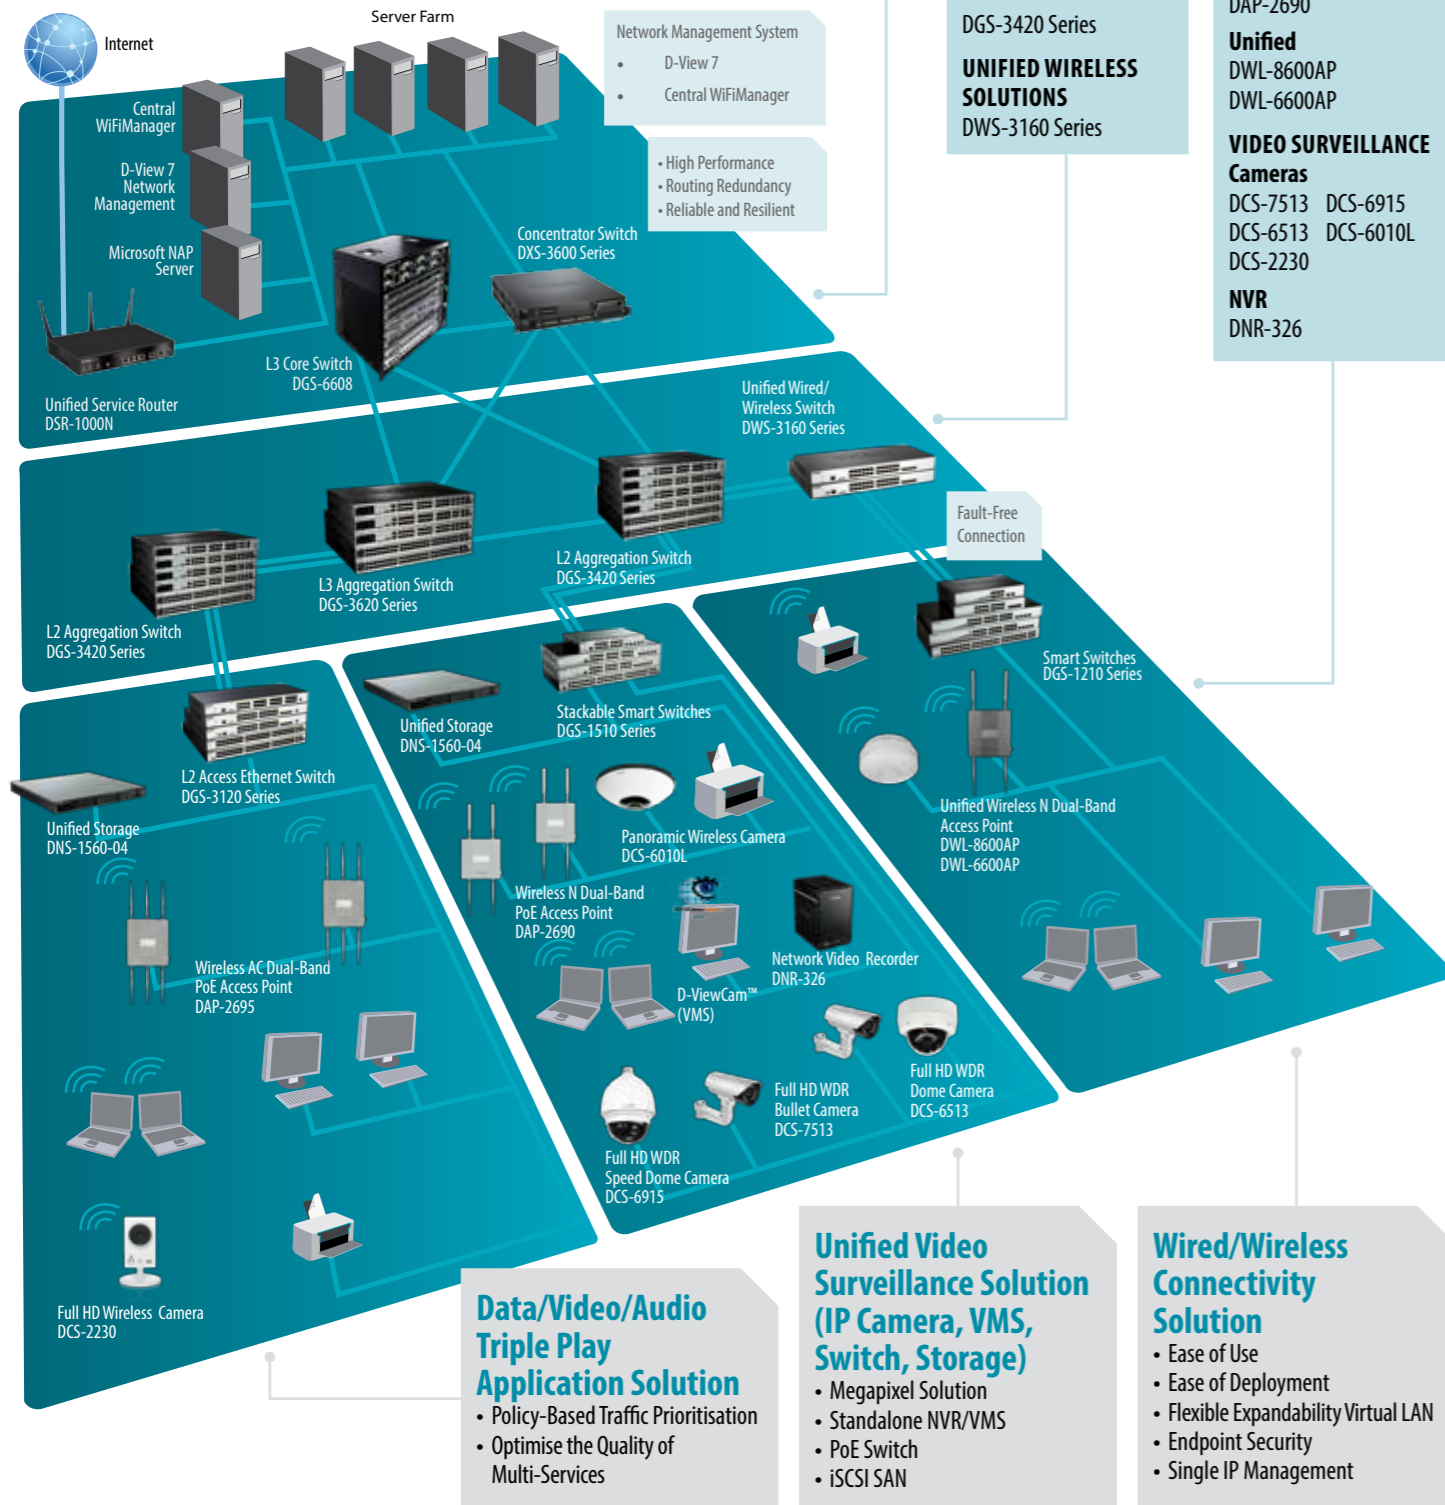 Server Farm
Internet
Network Management System
• D-View 7
• Central WiFiManager
• High Performance
• Routing Redundancy
• Reliable and Resilient
Central
WiFiManager
D-View 7
Network
Management
Microsoft NAP
Server
Concentrator Switch
DXS-3600 Series
L3 Core Switch
DGS-6608
Unified Service Router
DSR-1000N
DGS-3420 Series
UNIFIED WIRELESS
SOLUTIONS
DWS-3160 Series
DAP-2690
Unified
DWL-8600AP
DWL-6600AP
VIDEO SURVEILLANCE
Cameras
DCS-7513 DCS-6915
DCS-6513 DCS-6010L
DCS-2230
NVR
DNR-326
Unified Wired/
Wireless Switch
DWS-3160 Series
Fault-Free
Connection
L2 Aggregation Switch
DGS-3420 Series
L3 Aggregation Switch
DGS-3620 Series
L2 Aggregation Switch
DGS-3420 Series
Smart Switches
DGS-1210 Series
Unified Storage
DNS-1560-04
Stackable Smart Switches
DGS-1510 Series
L2 Access Ethernet Switch
DGS-3120 Series
Unified Storage
DNS-1560-04
Panoramic Wireless Camera
DCS-6010L
Unified Wireless N Dual-Band
Access Point
DWL-8600AP
DWL-6600AP
Wireless N Dual-Band
PoE Access Point
DAP-2690
Wireless AC Dual-Band
PoE Access Point
DAP-2695
Network Video Recorder
DNR-326
D-ViewCam™
(VMS)
Full HD WDR
Dome Camera
DCS-6513
Full HD WDR
Bullet Camera
DCS-7513
Full HD WDR
Speed Dome Camera
DCS-6915
Full HD Wireless Camera
DCS-2230
Data/Video/Audio
Triple Play
Application Solution
• Policy-Based Traffic Prioritisation
• Optimise the Quality of
Multi-Services
Unified Video
Surveillance Solution
(IP Camera, VMS,
Switch, Storage)
• Megapixel Solution
• Standalone NVR/VMS
• PoE Switch
• iSCSI SAN
Wired/Wireless
Connectivity
Solution
• Ease of Use
• Ease of Deployment
• Flexible Expandability Virtual LAN
• Endpoint Security
• Single IP Management